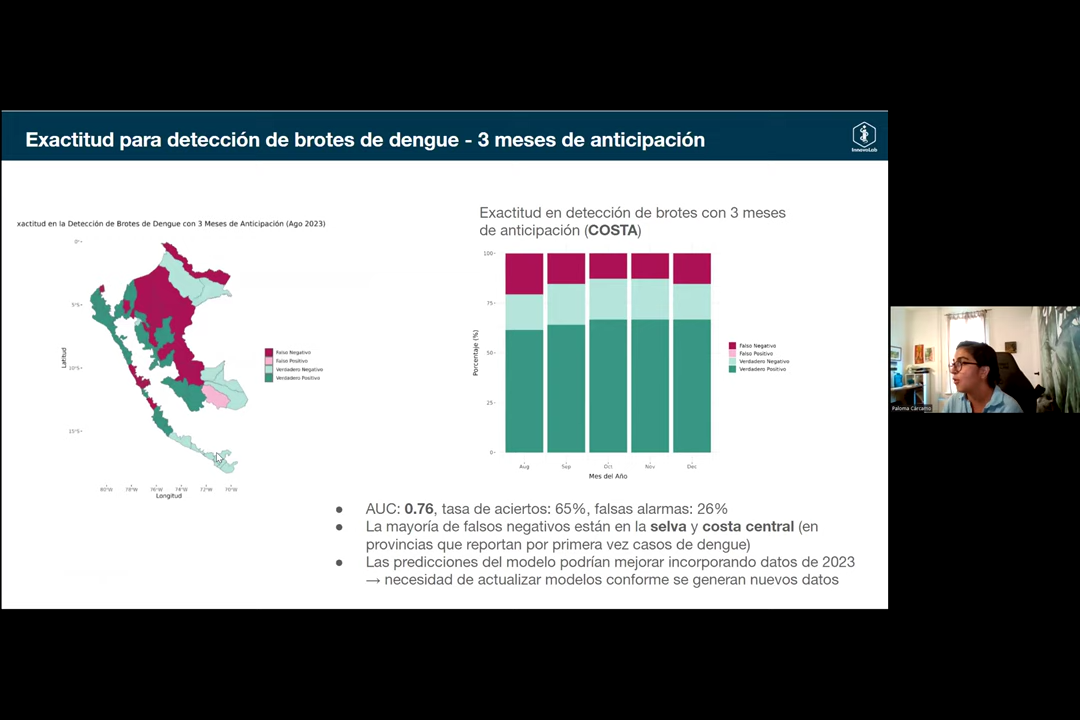 Exactitud para detección de brotes de dengue - 3 meses de anticipación
InnovaLab
xactitud en la Detección de Brotes de Dengue con 3 Meses de Anticipación (Ago 2023)
0°
5°S
10°S
15°S
Latitud
80°W 78°W 76°W 74°W 72°W 70°W
Longitud
Falso Negativo
Falso Positivo
Verdadero Negativo
Verdadero Positivo
Exactitud en detección de brotes con 3 meses
de anticipación (COSTA)
100
75
50
25
0
Porcentaje (%)
Aug Sep Oct Nov Dec
Mes del Año
Falso Negativo
Falso Positivo
Verdadero Negativo
Verdadero Positivo
● AUC: 0.76, tasa de aciertos: 65%, falsas alarmas: 26%
● La mayoría de falsos negativos están en la selva y costa central (en
provincias que reportan por primera vez casos de dengue)
● Las predicciones del modelo podrían mejorar incorporando datos de 2023
→ necesidad de actualizar modelos conforme se generan nuevos datos
Paloma Cárcamo